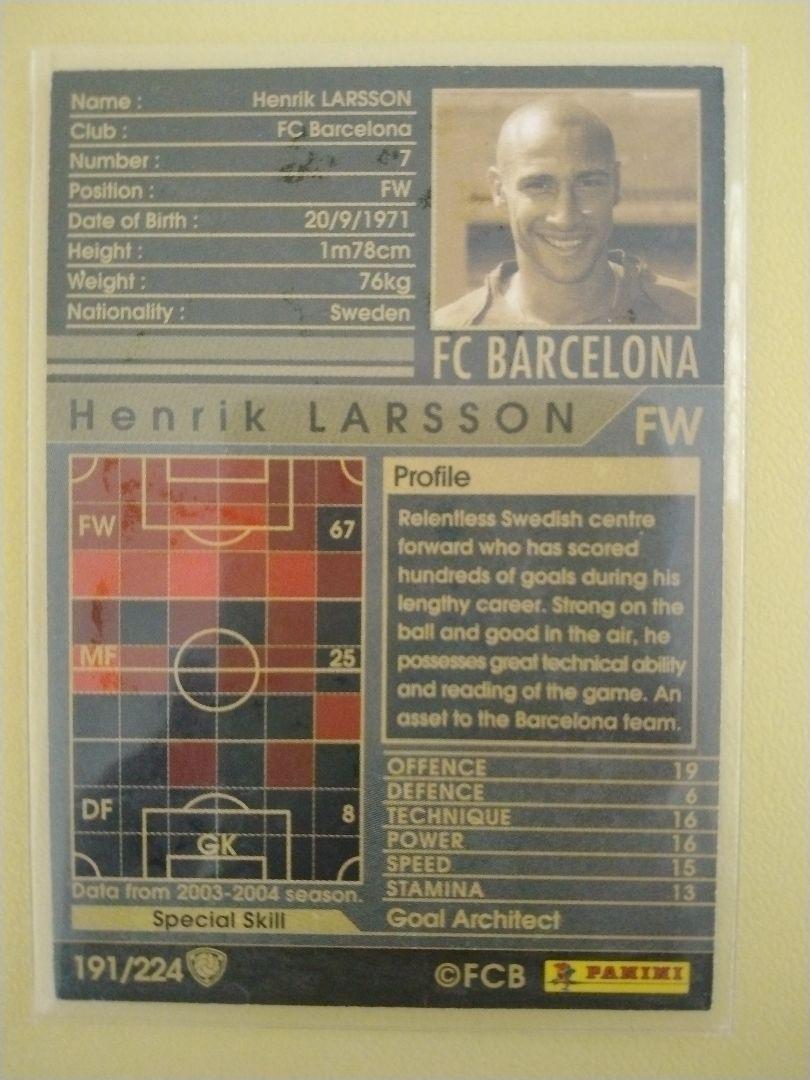 Name : Henrik LARSSON
Club : FC Barcelona
Number : 7
Position : FW
Date of Birth : 20/9/1971
Height : 1m78cm
Weight : 76kg
Nationality : Sweden
FC BARCELONA
Henrik LARSSON FW
FW 67
MF 25
DF 8
GK
Data from 2003-2004 season.
Profile
Relentless Swedish centre
forward who has scored
hundreds of goals during his
lengthy career. Strong on the
ball and good in the air, he
possesses great technical ability
and reading of the game. An
asset to the Barcelona team.
OFFENCE 19
DEFENCE 6
TECHNIQUE 16
POWER 16
SPEED 15
STAMINA 13
Special Skill Goal Architect
191/224 ©FCB PANINI